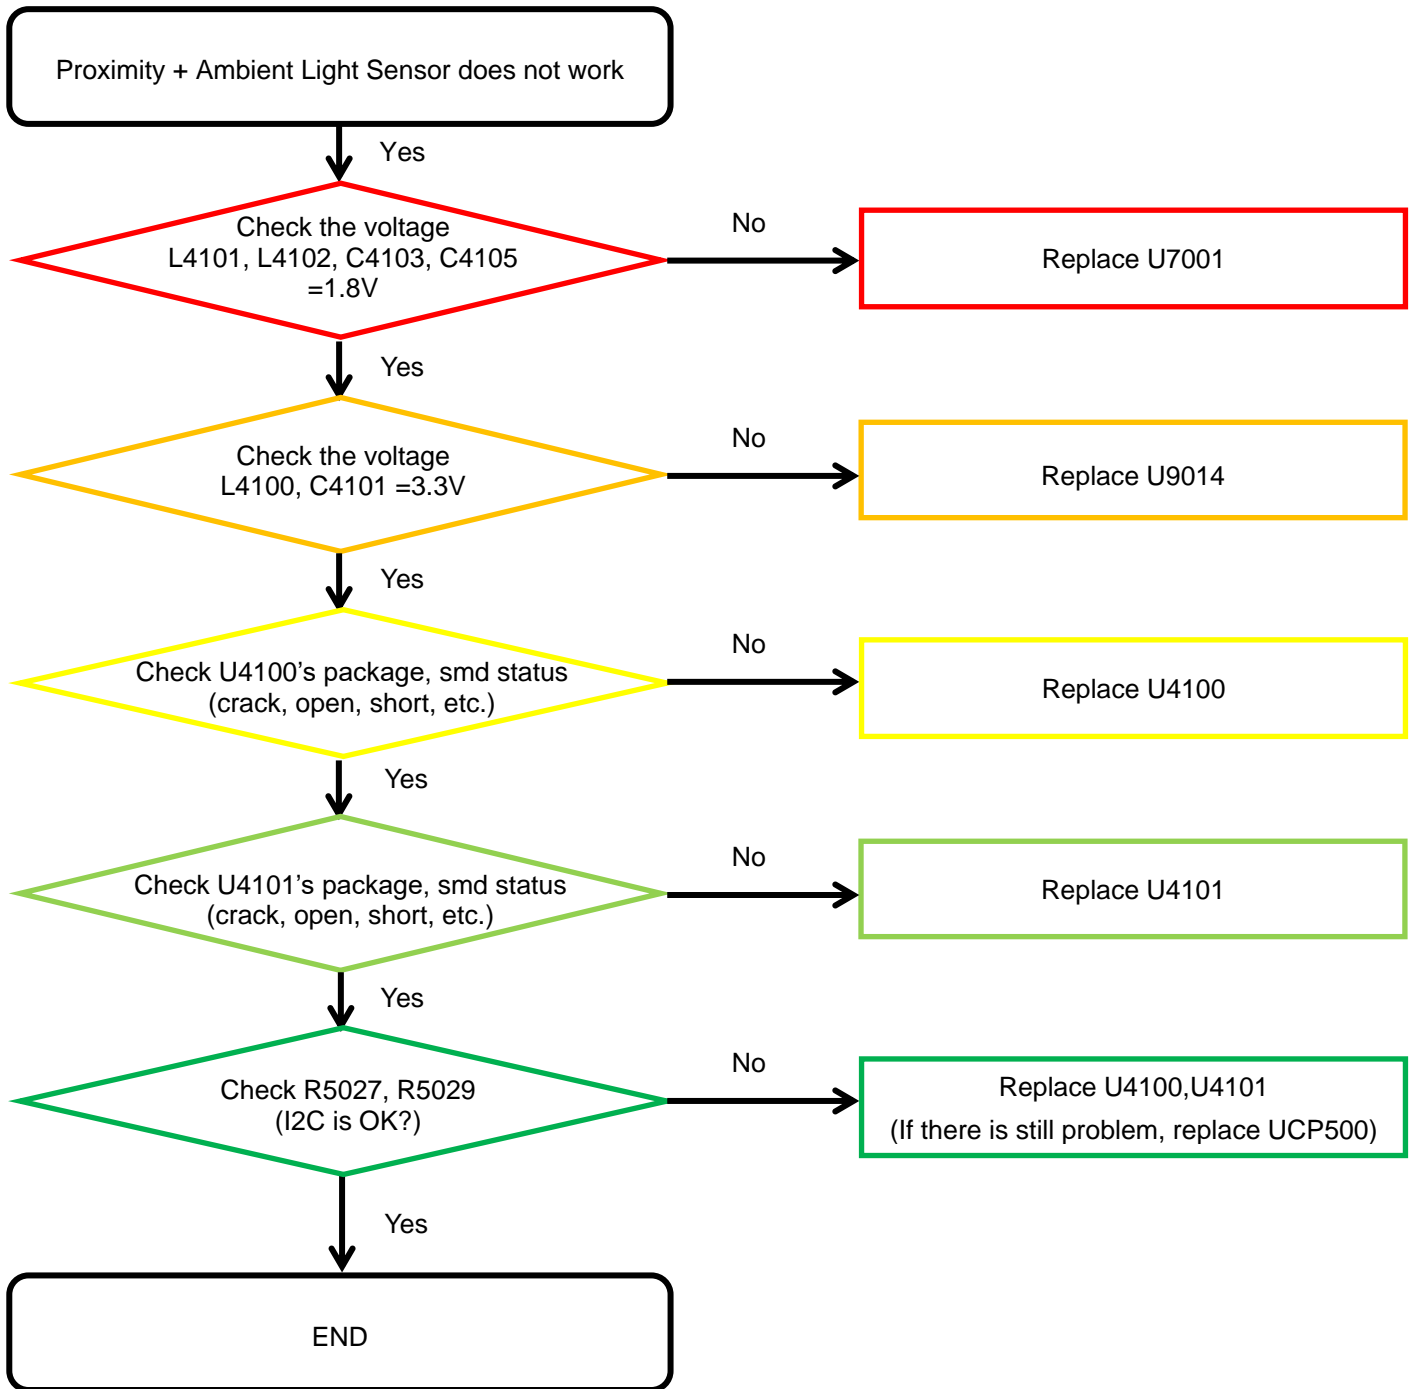 Proximity + Ambient Light Sensor does not work
Yes
Check the voltage
L4101, L4102, C4103, C4105
=1.8V
No
Replace U7001
Yes
Check the voltage
L4100, C4101 =3.3V
No
Replace U9014
Yes
Check U4100’s package, smd status
(crack, open, short, etc.)
No
Replace U4100
Yes
Check U4101’s package, smd status
(crack, open, short, etc.)
No
Replace U4101
Yes
Check R5027, R5029
(I2C is OK?)
No
Replace U4100,U4101
(If there is still problem, replace UCP500)
Yes
END